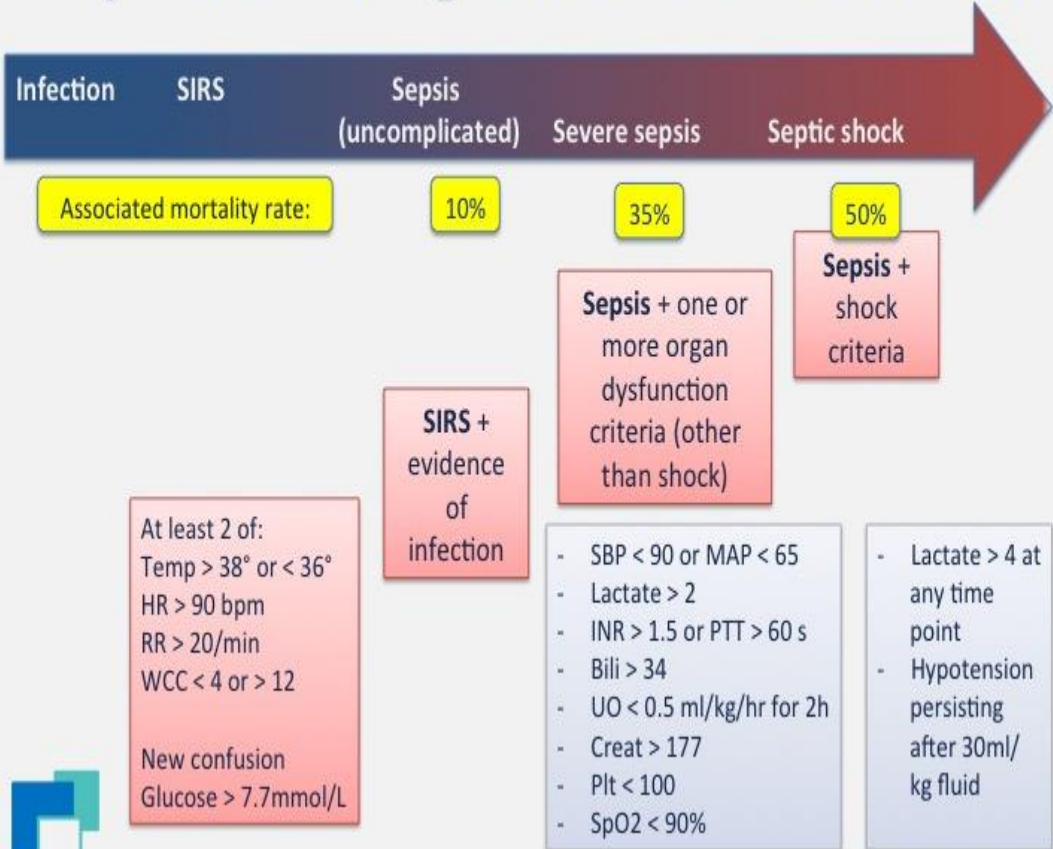 Infection SIRS Sepsis
(uncomplicated) Severe sepsis Septic shock
Associated mortality rate: 10% 35% 50%
At least 2 of:
Temp > 38° or < 36°
HR > 90 bpm
RR > 20/min
WCC < 4 or > 12
New confusion
Glucose > 7.7mmol/L
SIRS +
evidence
of
infection
Sepsis + one or
more organ
dysfunction
criteria (other
than shock)
- SBP < 90 or MAP < 65
- Lactate > 2
- INR > 1.5 or PTT > 60 s
- Bili > 34
- UO < 0.5 ml/kg/hr for 2h
- Creat > 177
- Plt < 100
- SpO2 < 90%
Sepsis +
shock
criteria
- Lactate > 4 at
any time
point
- Hypotension
persisting
after 30ml/
kg fluid